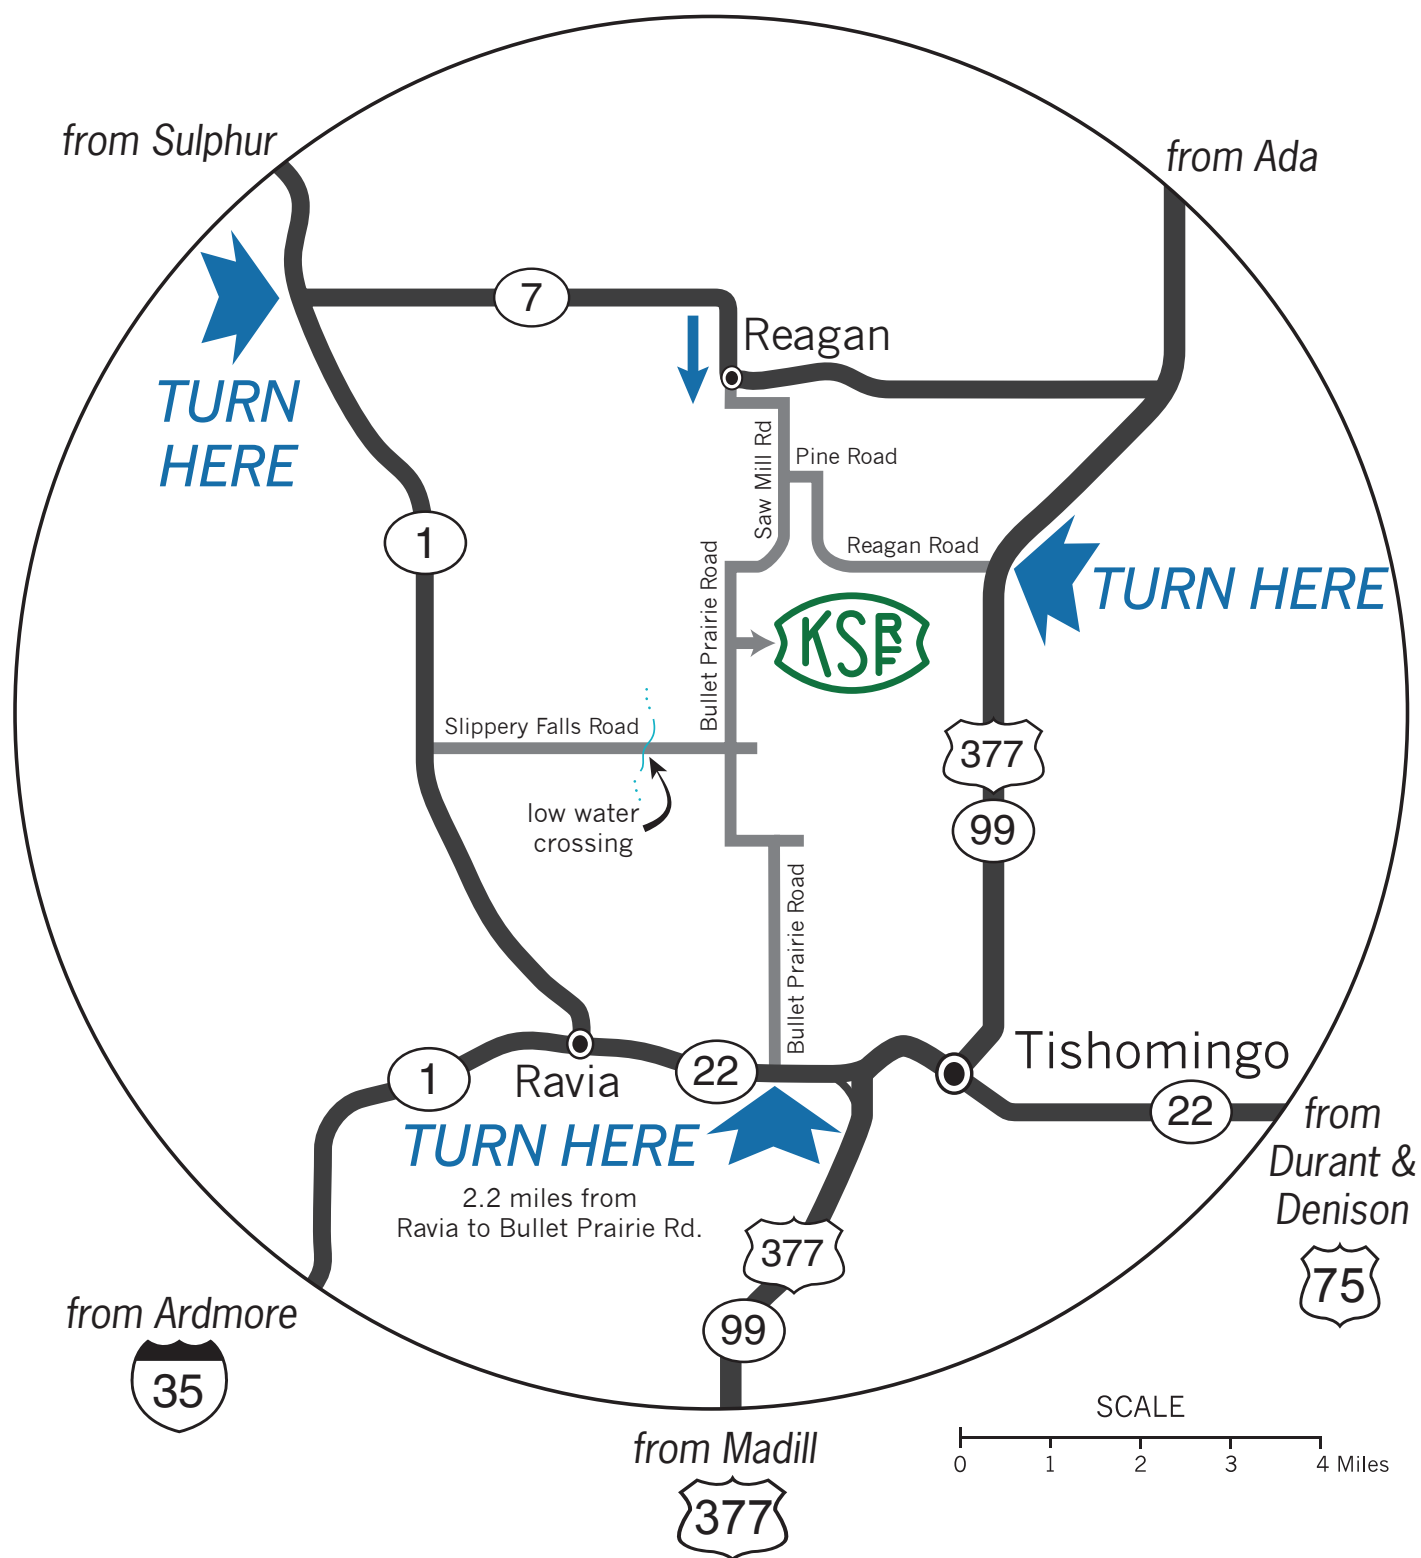 from Sulphur
from Ada
7
Reagan
TURN
HERE
Saw Mill Rd
Pine Road
1
Bullet Prairie Road
Reagan Road
TURN HERE
KSRF
Slippery Falls Road
377
low water
crossing
99
Bullet Prairie Road
Tishomingo
1
Ravia
22
22
from
Durant &
Denison
75
TURN HERE
2.2 miles from
Ravia to Bullet Prairie Rd.
377
from Ardmore
35
99
SCALE
0 1 2 3 4 Miles
from Madill
377